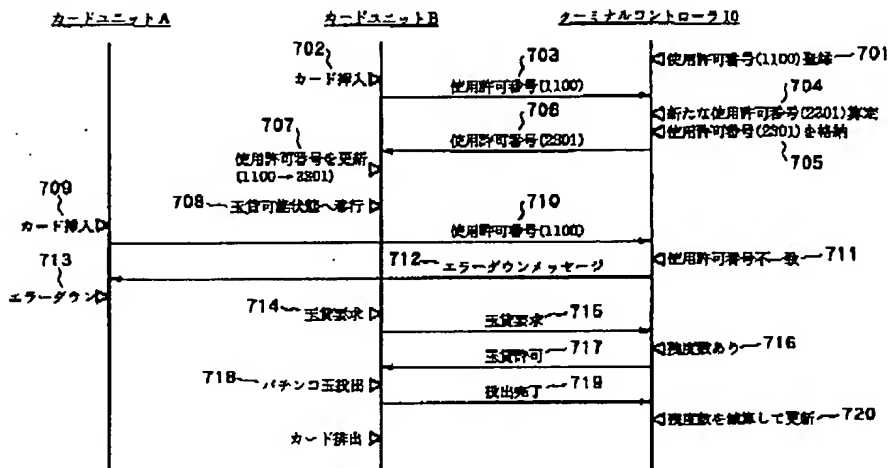 カードユニットA
カードユニットB
ターミナルコントローラ10
702
カード挿入
703
使用許可番号(1100)
使用許可番号(1100)登録
701
704
新たな使用許可番号(2301)算定
706
使用許可番号(2301)
使用許可番号(2301)を格納
705
707
使用許可番号を更新
(1100→2301)
708
玉貸可能状態へ移行
709
カード挿入
710
使用許可番号(1100)
使用許可番号不一致
711
712
エラーダウンメッセージ
713
エラーダウン
714
玉貸要求
玉貸要求
715
残度数あり
716
玉貸許可
717
718
パチンコ玉投出
投出完了
719
残度数を減算して更新
720
カード排出